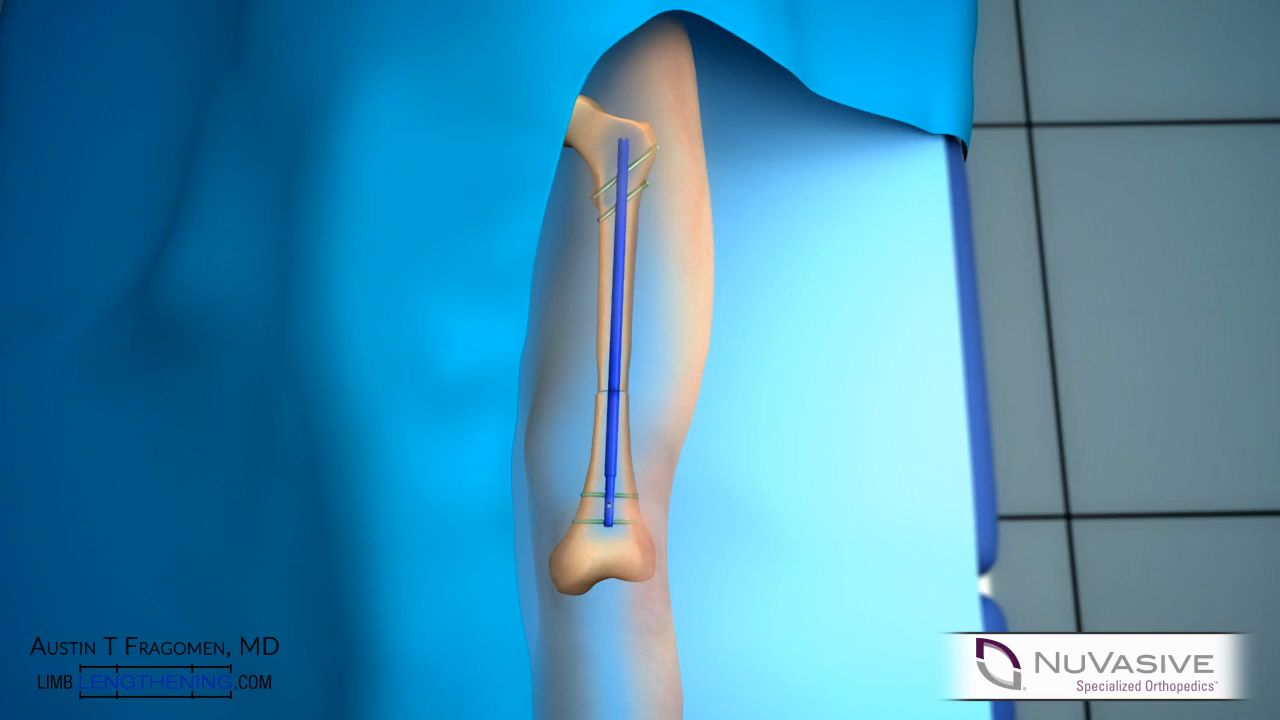 Austin T Fragomen, MD
LIMB LENGTHENING.COM
NuVasive
Specialized Orthopedics™